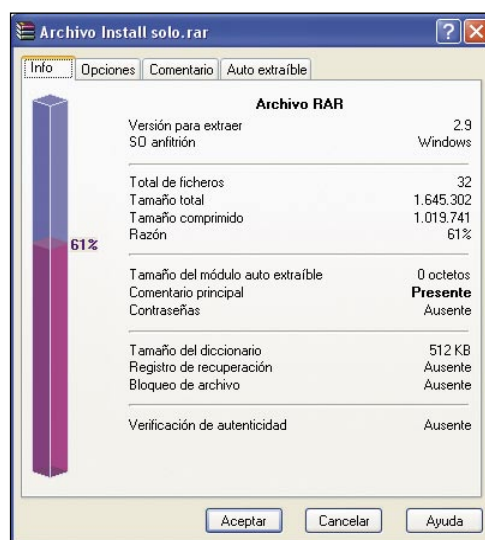 Archivo Install solo.rar
Info Opciones Comentario Auto extraíble
Archivo RAR
Versión para extraer 2.9
SO anfitrión Windows
Total de ficheros 32
Tamaño total 1.645.302
Tamaño comprimido 1.019.741
Razón 61%
61%
Tamaño del módulo auto extraíble 0 octetos
Comentario principal Presente
Contraseñas Ausente
Tamaño del diccionario 512 KB
Registro de recuperación Ausente
Bloqueo de archivo Ausente
Verificación de autenticidad Ausente
Aceptar Cancelar Ayuda